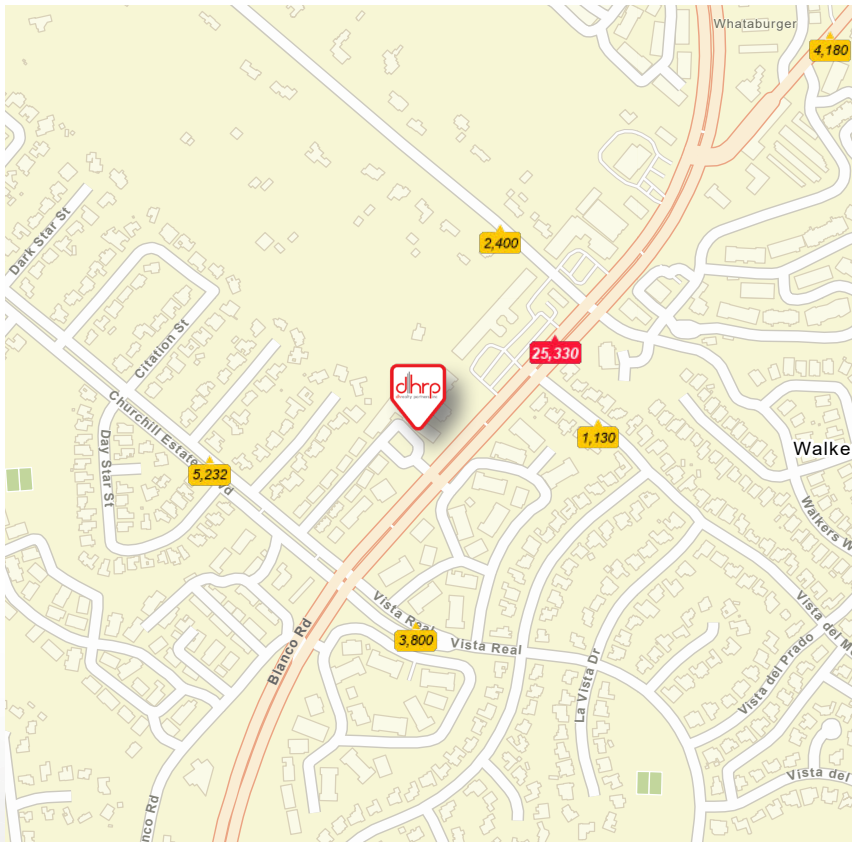 Whataburger
4,180
Dark Star St
2,400
Citation St
25,330
dhrp
Churchill Estates Blvd
Day Star St
5,232
1,130
Walke
Walkers W
Vista Real
3,800
Vista Real
Blanco Rd
La Vista Dr
Vista del Prado
Vista del M
Vista del
nco Rd